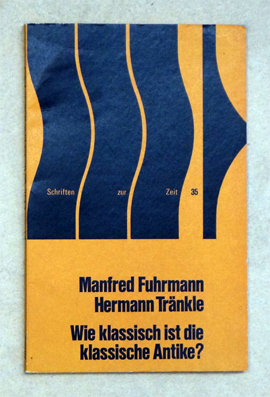 Schriften zur Zeit 35
Manfred Fuhrmann
Hermann Tränkle
Wie klassisch ist die
klassische Antike?